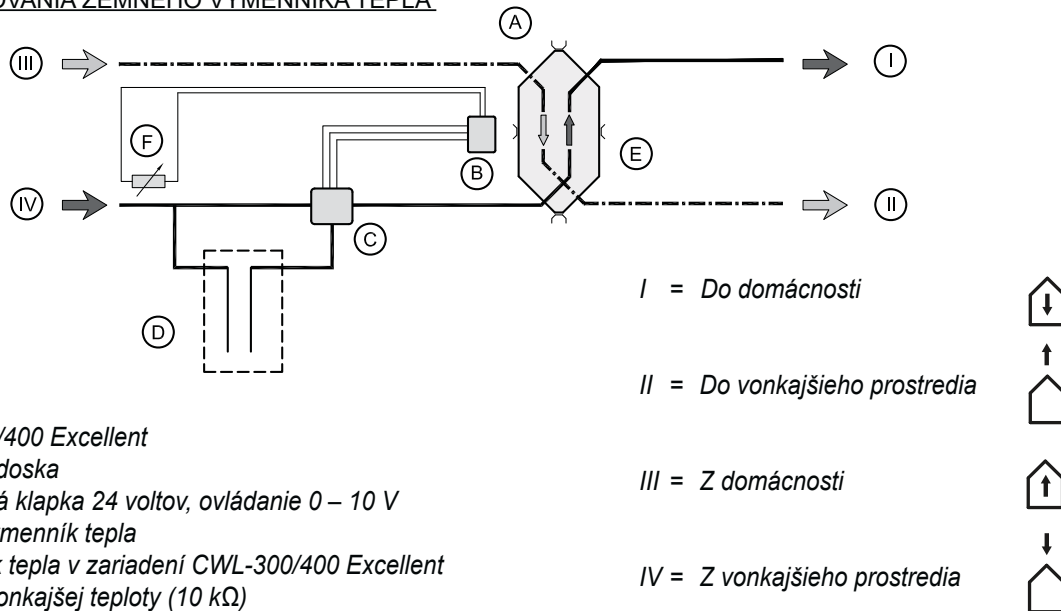 OVANIA ZEMNÉHO VÝMENNÍKA TEPLA
A
III
I
F
B
E
IV
II
C
D
I = Do domácnosti
II = Do vonkajšieho prostredia
/400 Excellent
doska
á klapka 24 voltov, ovládanie 0 – 10 V
menník tepla
k tepla v zariadení CWL-300/400 Excellent
onkajšej teploty (10 kΩ)
III = Z domácnosti
IV = Z vonkajšieho prostredia